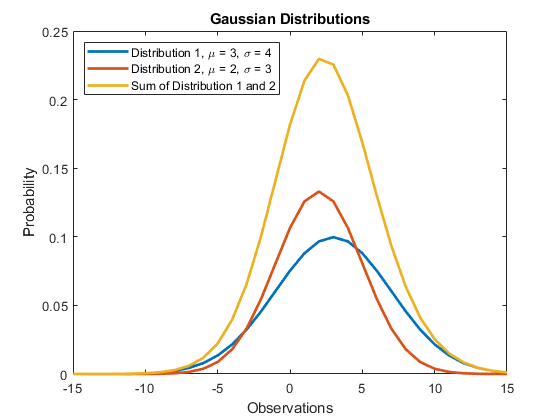 Gaussian Distributions
Distribution 1, μ = 3, σ = 4
Distribution 2, μ = 2, σ = 3
Sum of Distribution 1 and 2
0.25
0.2
0.15
0.1
0.05
0
Probability
-15 -10 -5 0 5 10 15
Observations